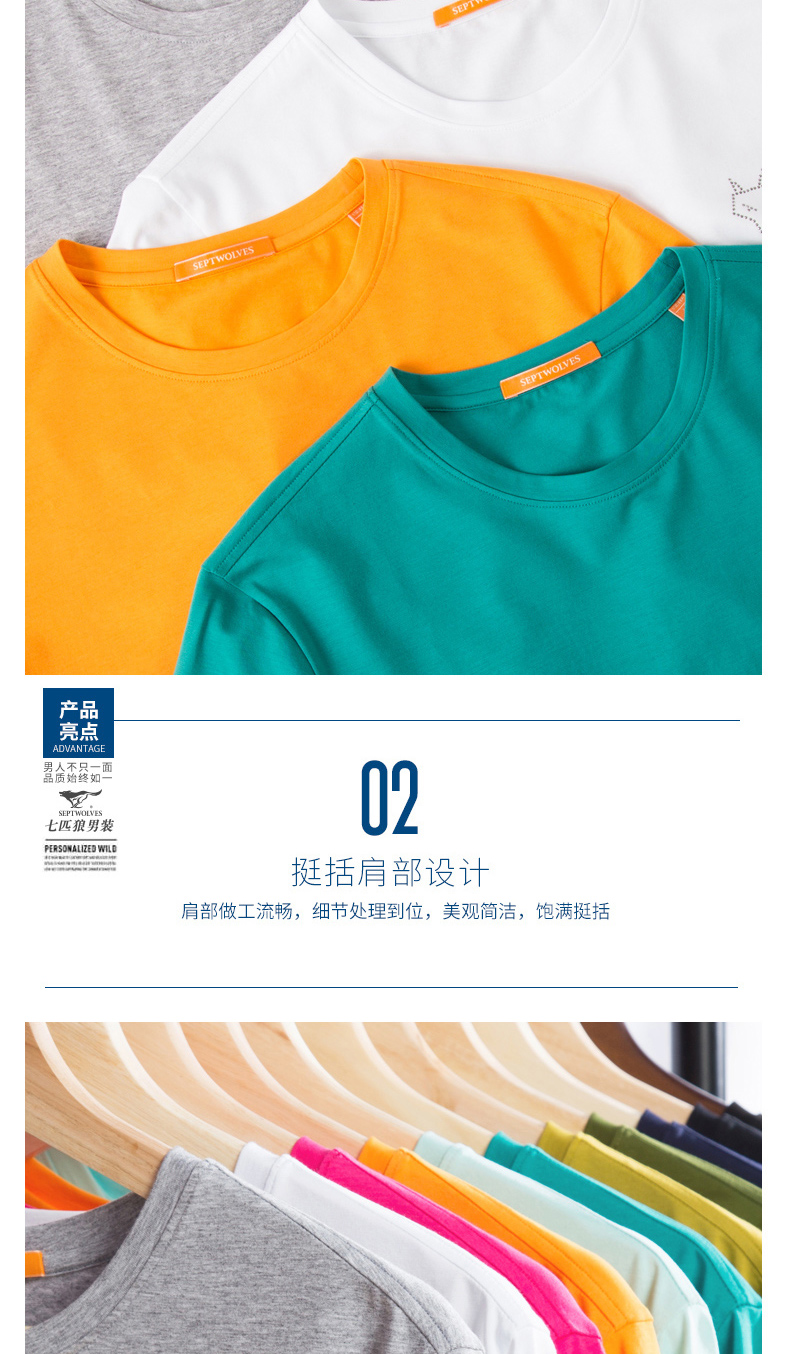 SEPTWOLVES
SEPTWOLVES
产品
亮点
ADVANTAGE
男人不只一面
品质始终如一
SEPTWOLVES
七匹狼男装
PERSONALIZED WILD
02
挺括肩部设计
肩部做工流畅，细节处理到位，美观简洁，饱满挺括